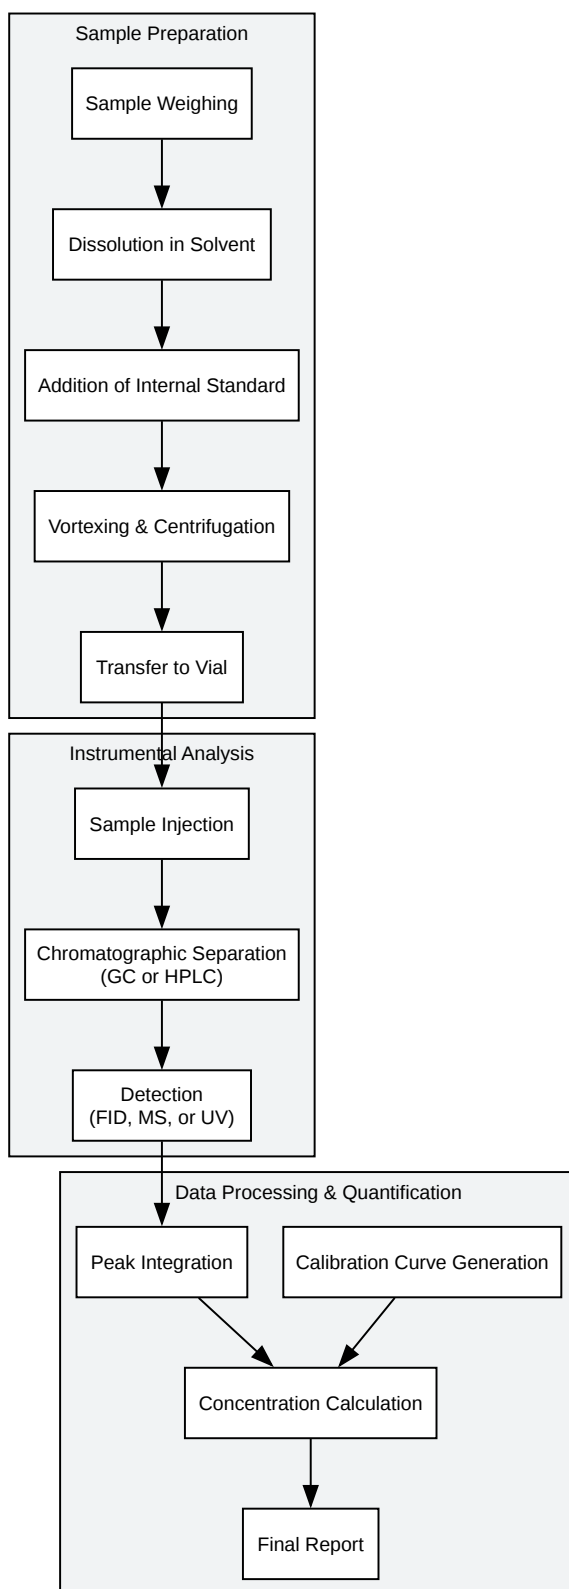 Sample Preparation
Sample Weighing
Dissolution in Solvent
Addition of Internal Standard
Vortexing & Centrifugation
Transfer to Vial
Instrumental Analysis
Sample Injection
Chromatographic Separation
(GC or HPLC)
Detection
(FID, MS, or UV)
Data Processing & Quantification
Peak Integration
Calibration Curve Generation
Concentration Calculation
Final Report